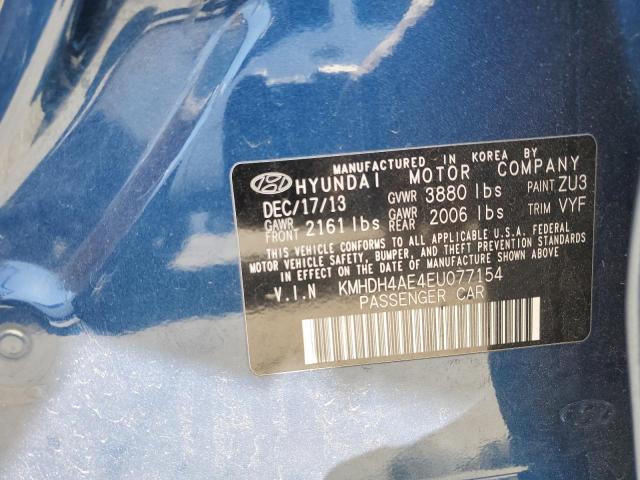 MANUFACTURED IN KOREA BY
HYUNDAI MOTOR COMPANY
DEC/17/13 GVWR 3880 lbs PAINT ZU3
GAWR FRONT 2161 lbs GAWR REAR 2006 lbs TRIM VYF
THIS VEHICLE CONFORMS TO ALL APPLICABLE U.S.A. FEDERAL
MOTOR VEHICLE SAFETY, BUMPER, AND THEFT PREVENTION
STANDARDS IN EFFECT ON THE DATE OF MANUFACTURE SHOWN ABOVE.
V.I.N KMHDH4AE4EU077154
PASSENGER CAR